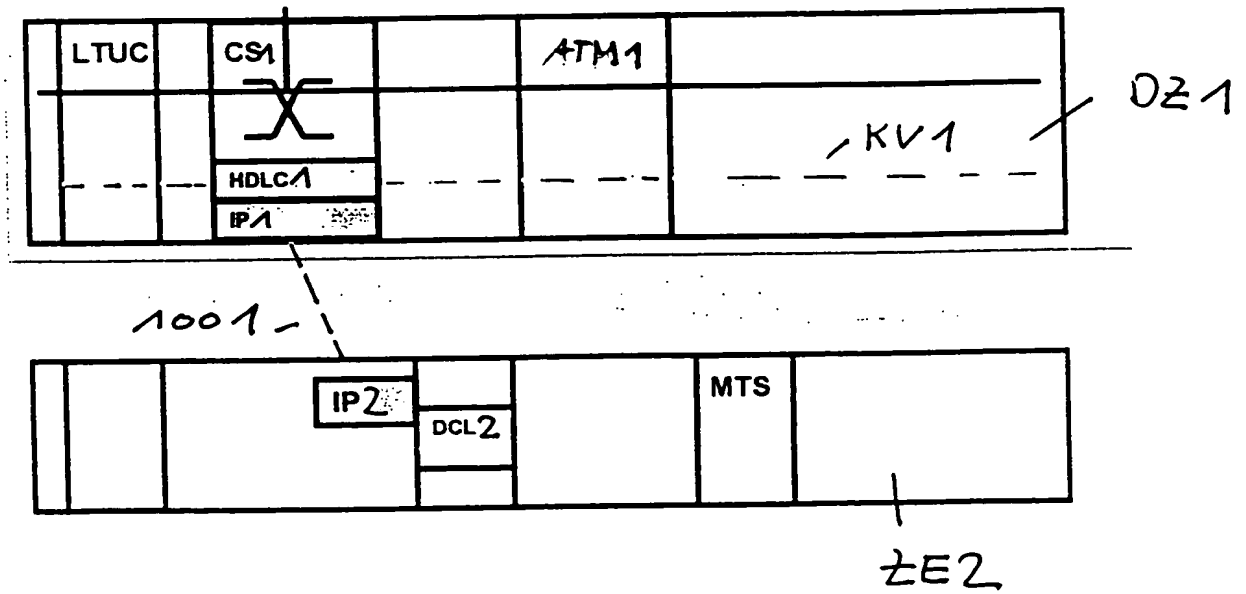 LTUC
CS1
ATM1
DZ1
KV1
HDLC1
IP1
1001
IP2
DCL2
MTS
ZE2